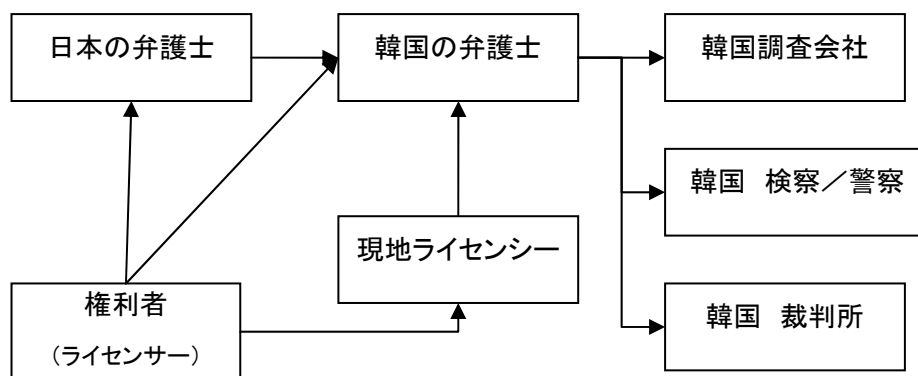 日本の弁護士
韓国の弁護士
韓国調査会社
韓国　検察／警察
現地ライセンシー
権利者
（ライセンサー）
韓国　裁判所